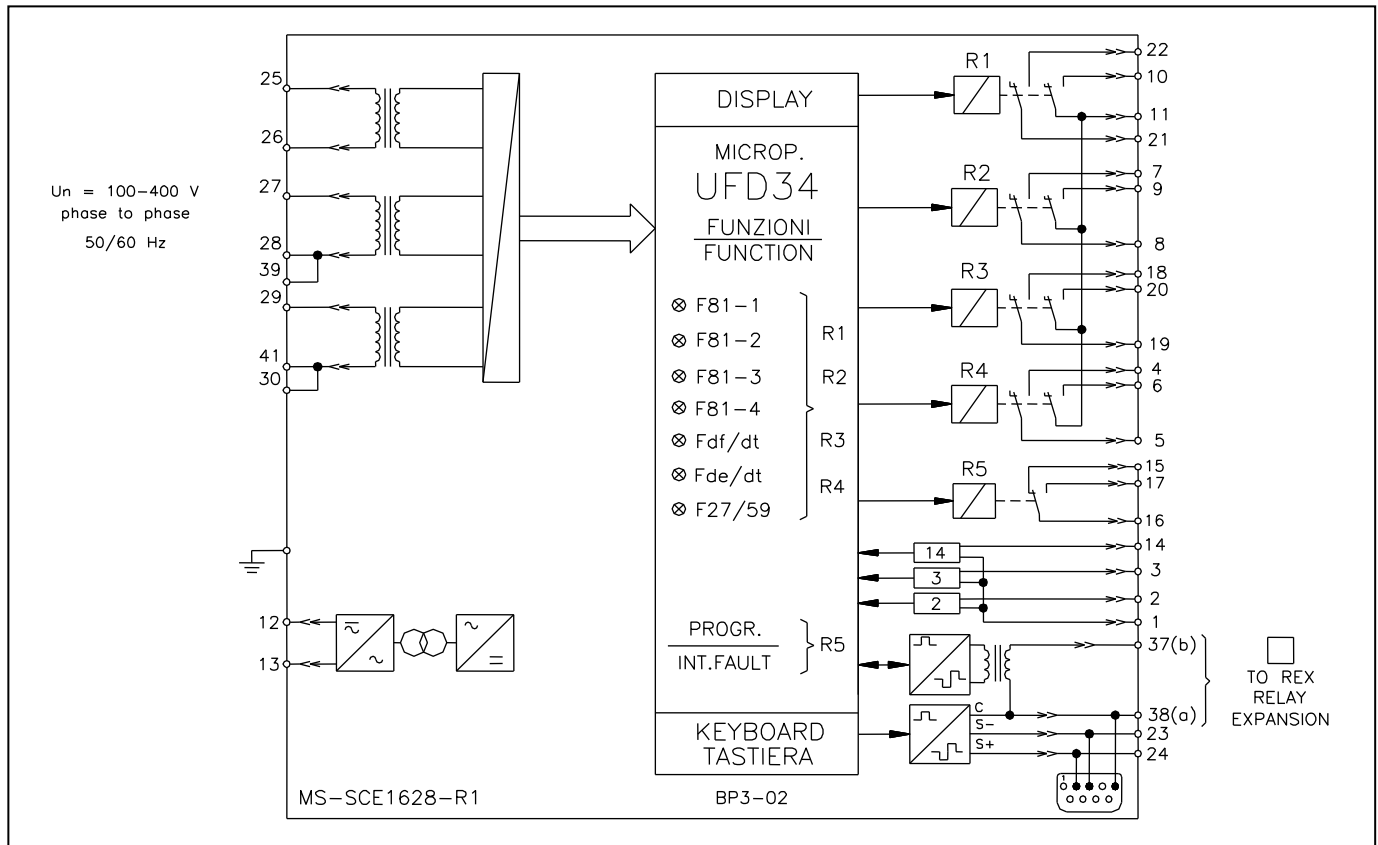 Un = 100-400 V
phase to phase
50/60 Hz
25
26
27
28
39
29
41
30
12
13
MS-SCE1628-R1
DISPLAY
MICROP.
UFD34
FUNZIONI
FUNCTION
F81-1
F81-2
F81-3
F81-4
Fdf/dt
Fde/dt
F27/59
R1
R2
R3
R4
PROGR.
INT.FAULT
R5
KEYBOARD
TASTIERA
BP3-02
R1
22
10
11
21
R2
7
9
8
R3
18
20
19
R4
4
6
5
R5
15
17
16
14
14
3
3
2
2
1
37(b)
C
38(a)
S-
23
S+
24
1
TO REX
RELAY
EXPANSION